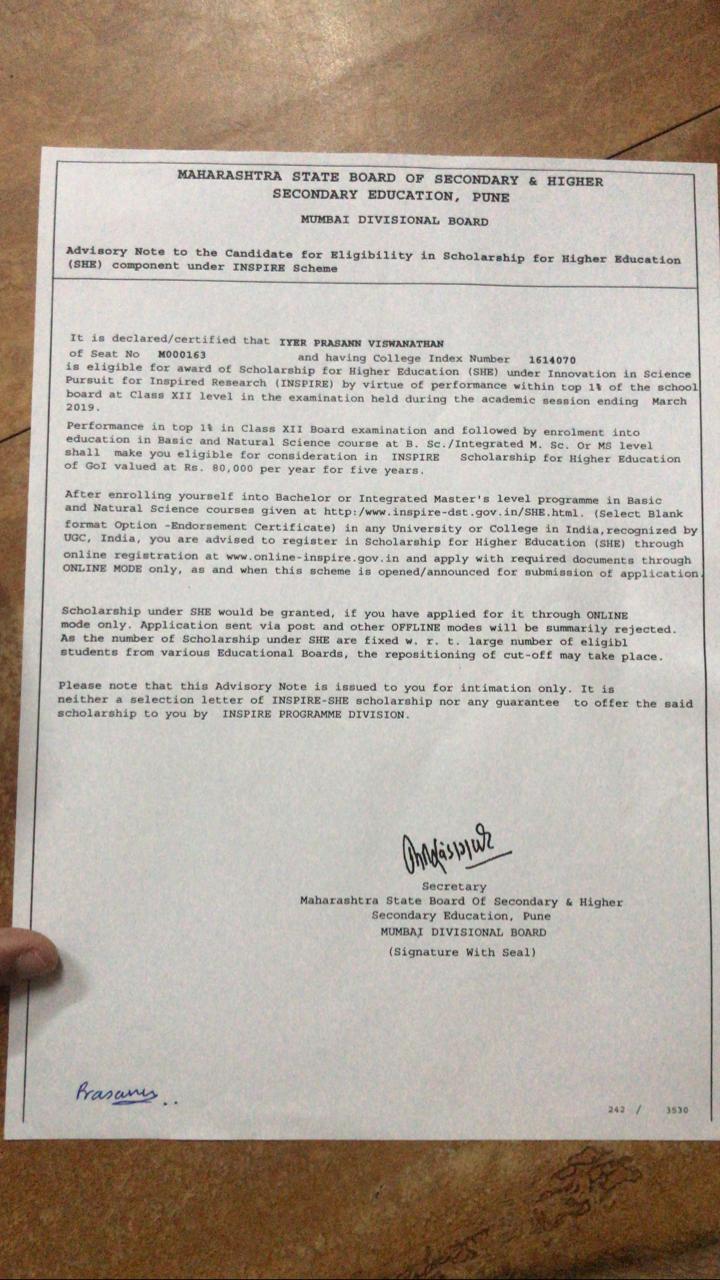 MAHARASHTRA STATE BOARD OF SECONDARY & HIGHER
SECONDARY EDUCATION, PUNE
MUMBAI DIVISIONAL BOARD
Advisory Note to the Candidate for Eligibility in Scholarship for Higher Education
(SHE) component under INSPIRE Scheme
It is declared/certified that IYER PRASANN VISWANATHAN
of Seat No M000163 and having College Index Number 1614070
is eligible for award of Scholarship for Higher Education (SHE) under Innovation in Science
Pursuit for Inspired Research (INSPIRE) by virtue of performance within top 1% of the school
board at Class XII level in the examination held during the academic session ending March
2019.
Performance in top 1% in Class XII Board examination and followed by enrolment into
education in Basic and Natural Science course at B. Sc./Integrated M. Sc. Or MS level
shall make you eligible for consideration in INSPIRE Scholarship for Higher Education
of GoI valued at Rs. 80,000 per year for five years.
After enrolling yourself into Bachelor or Integrated Master's level programme in Basic
and Natural Science courses given at http:/www.inspire-dst.gov.in/SHE.html. (Select Blank
format Option -Endorsement Certificate) in any University or College in India,recognized by
UGC, India, you are advised to register in Scholarship for Higher Education (SHE) through
online registration at www.online-inspire.gov.in and apply with required documents through
ONLINE MODE only, as and when this scheme is opened/announced for submission of application.
Scholarship under SHE would be granted, if you have applied for it through ONLINE
mode only. Application sent via post and other OFFLINE modes will be summarily rejected.
As the number of Scholarship under SHE are fixed w. r. t. large number of eligibl
students from various Educational Boards, the repositioning of cut-off may take place.
Please note that this Advisory Note is issued to you for intimation only. It is
neither a selection letter of INSPIRE-SHE scholarship nor any guarantee to offer the said
scholarship to you by INSPIRE PROGRAMME DIVISION.
Secretary
Maharashtra State Board Of Secondary & Higher
Secondary Education, Pune
MUMBAI DIVISIONAL BOARD
(Signature With Seal)
242 / 3530